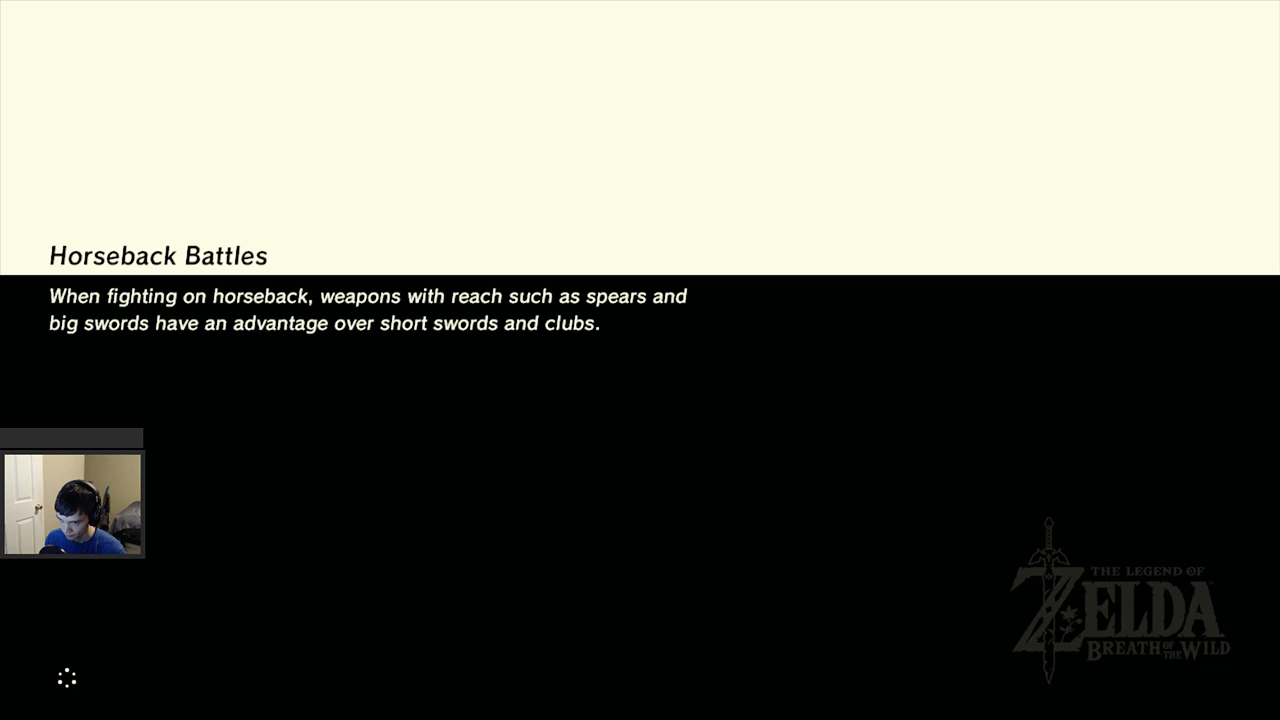 Horseback Battles
When fighting on horseback, weapons with reach such as spears and
big swords have an advantage over short swords and clubs.
THE LEGEND OF
ZELDA
BREATH OF THE WILD